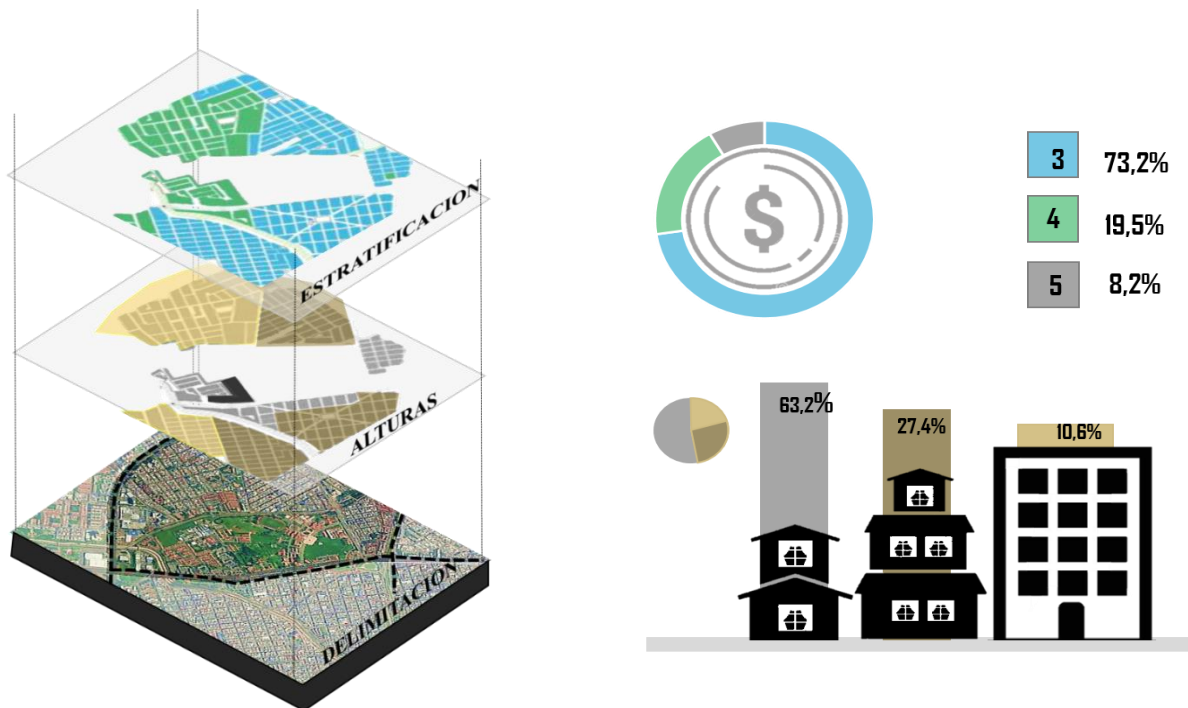 ESTRATIFICACION
ALTURAS
DELIMITACION
$
3 73,2%
4 19,5%
5 8,2%
63,2%
27,4%
10,6%